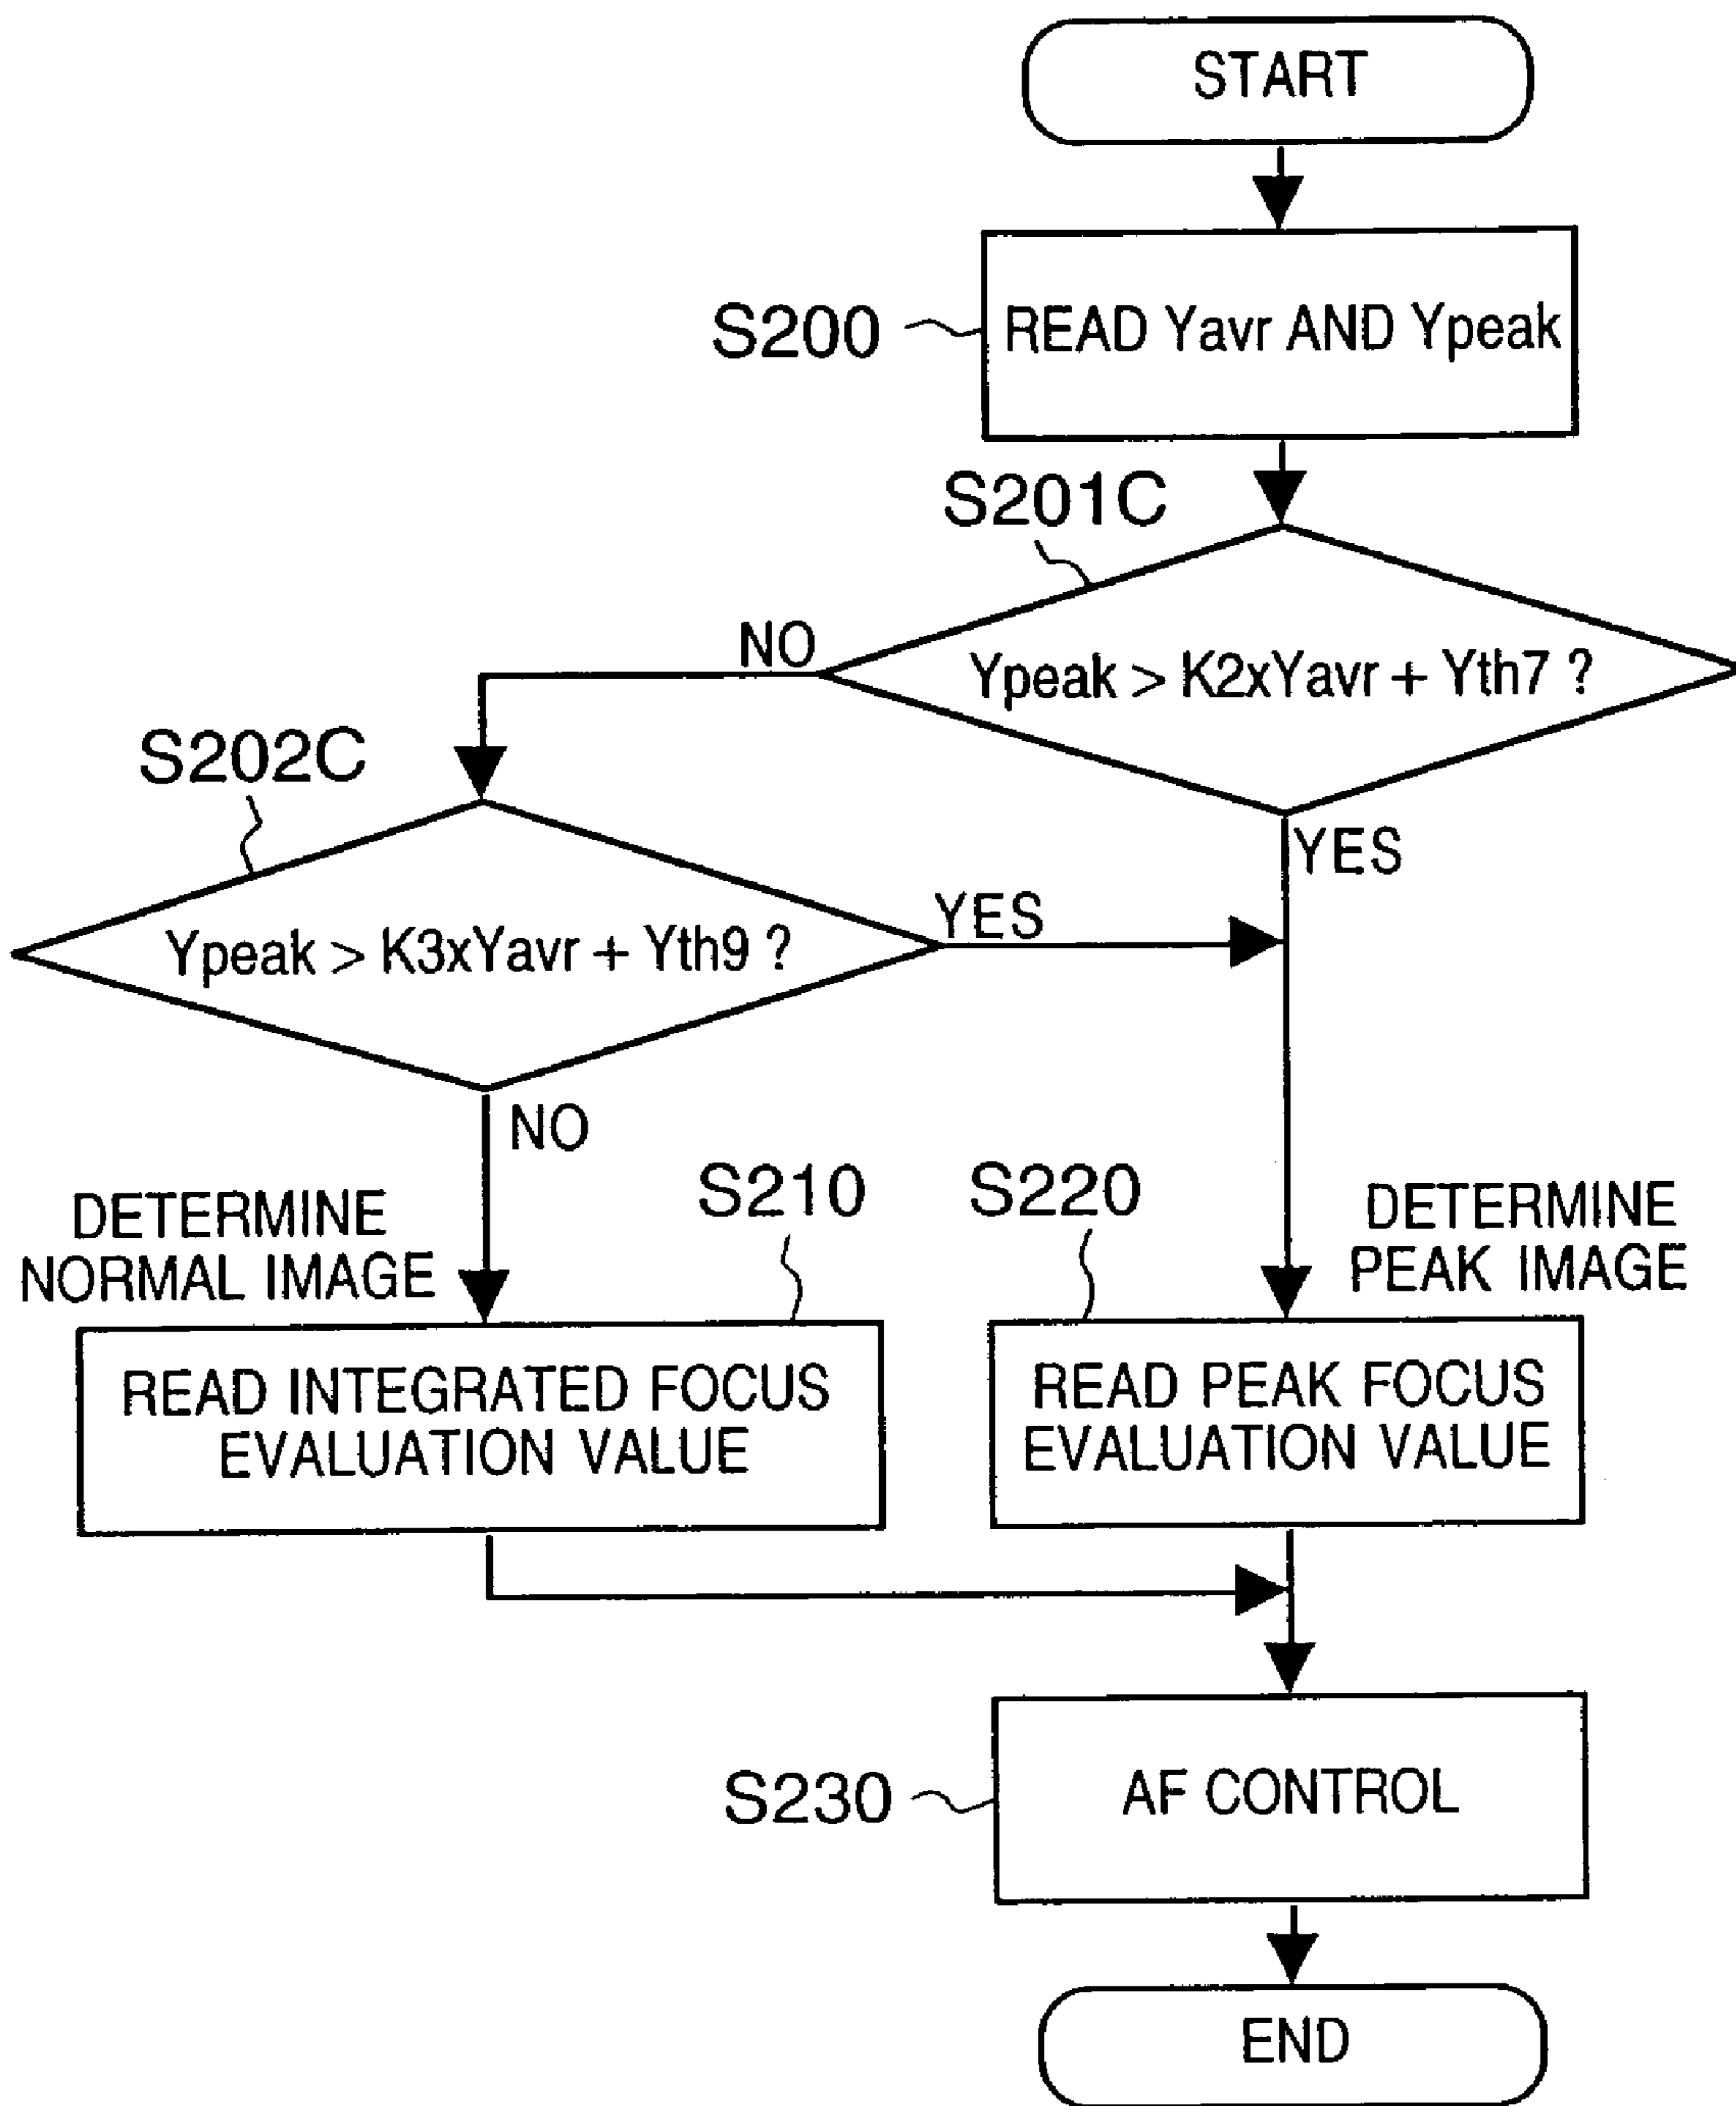 START
S200
READ Yavr AND Ypeak
S201C
NO
Ypeak > K2xYavr + Yth7 ?
S202C
YES
YES
Ypeak > K3xYavr + Yth9 ?
NO
DETERMINE
NORMAL IMAGE
S210
S220
DETERMINE
PEAK IMAGE
READ INTEGRATED FOCUS
EVALUATION VALUE
READ PEAK FOCUS
EVALUATION VALUE
S230
AF CONTROL
END